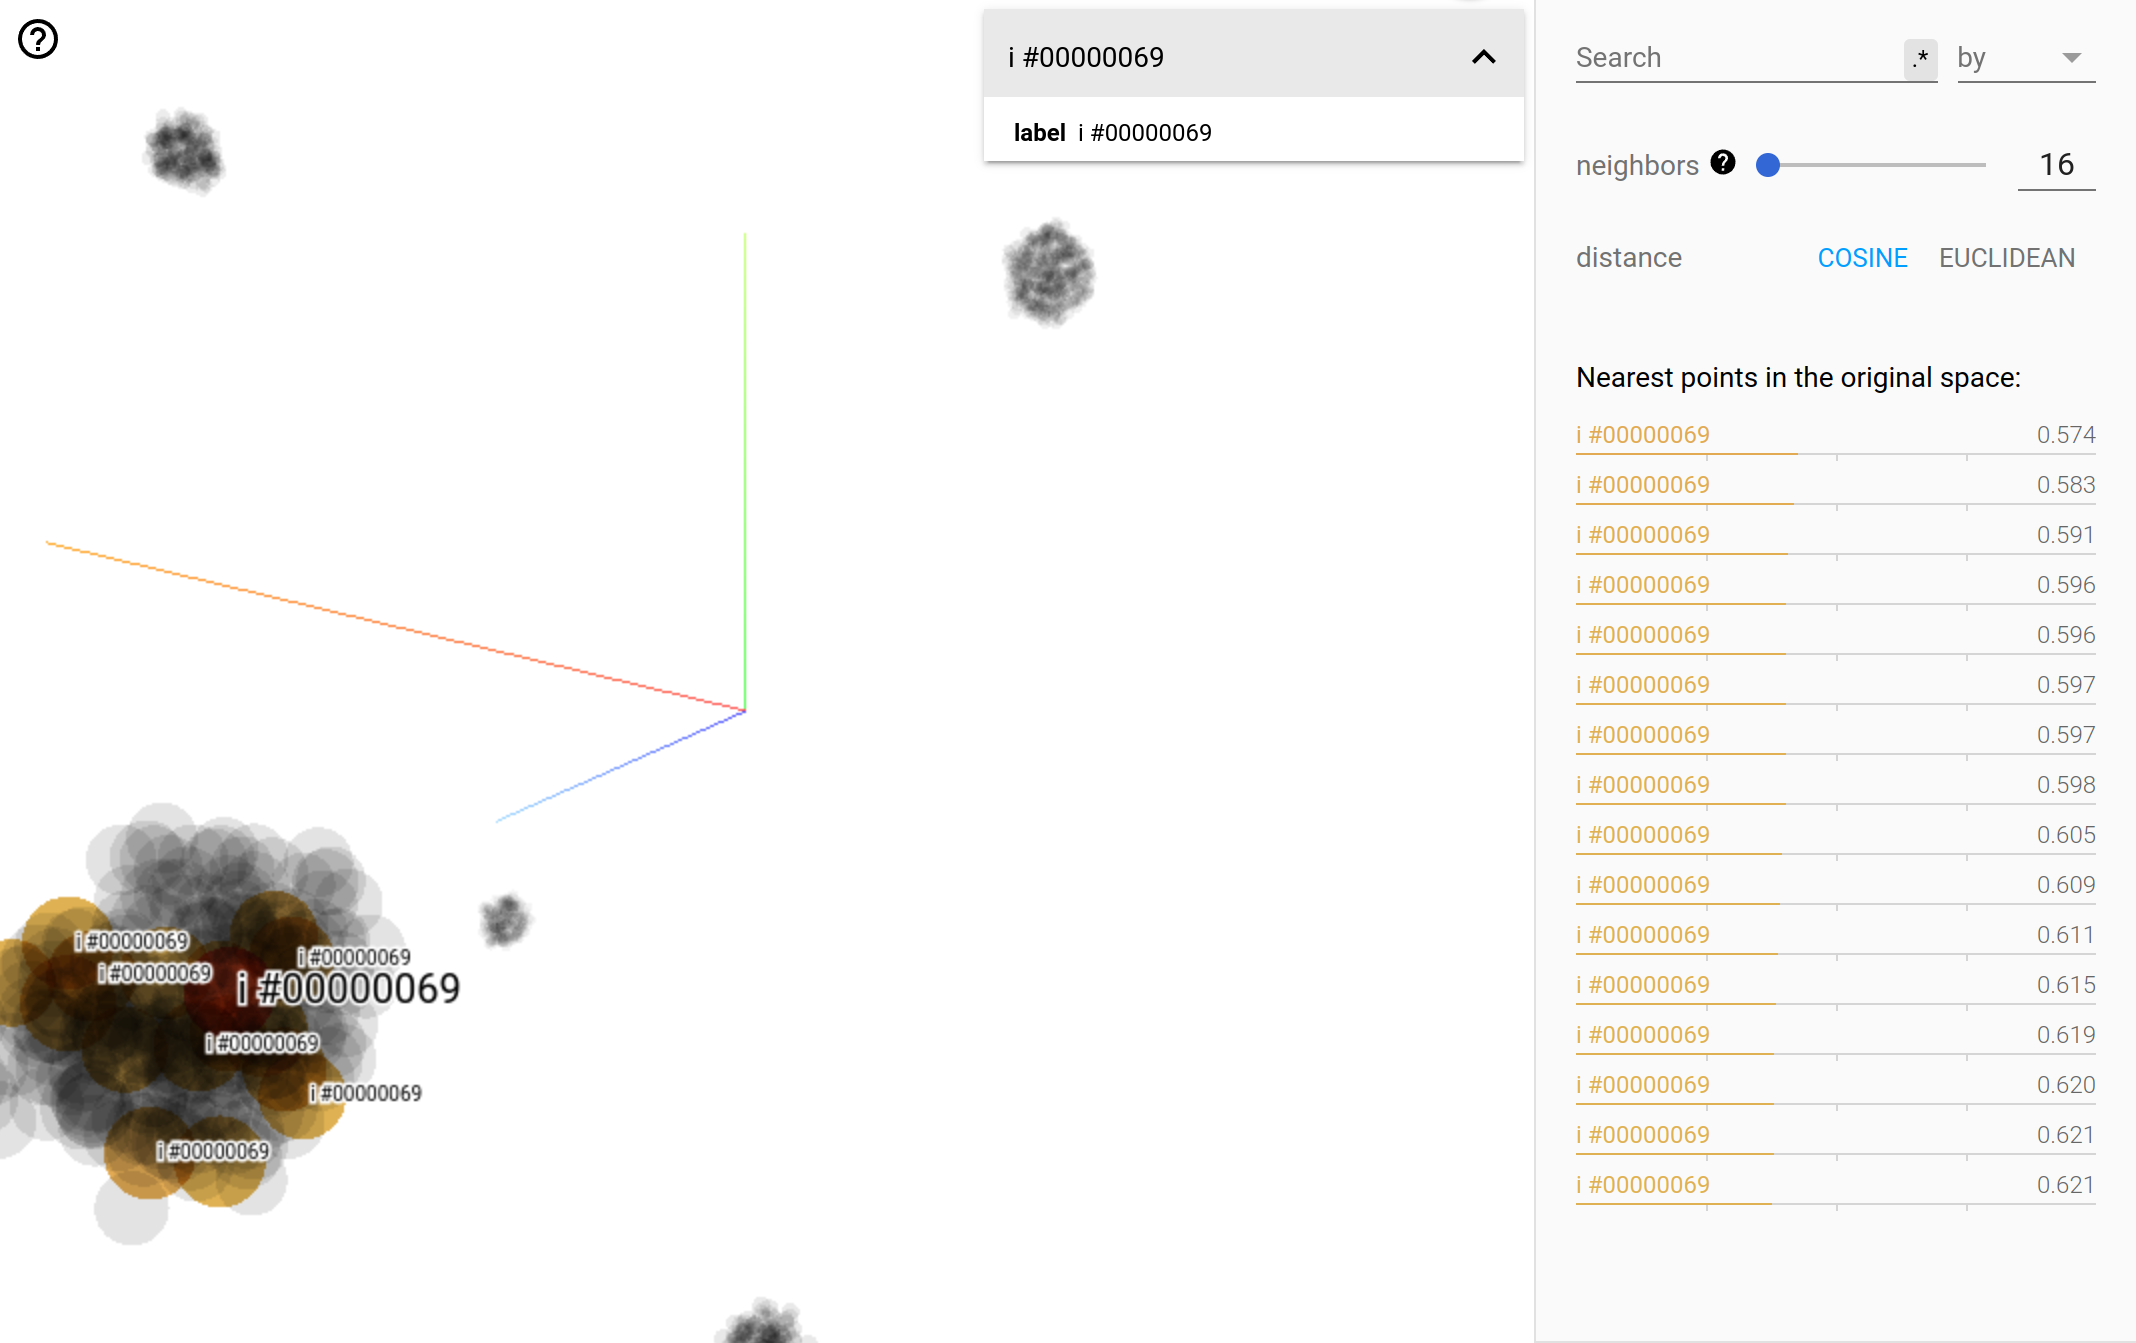 i #00000069
label i #00000069
Search .* by
neighbors ? 16
distance COSINE EUCLIDEAN
Nearest points in the original space:
i #00000069 0.574
i #00000069 0.583
i #00000069 0.591
i #00000069 0.596
i #00000069 0.596
i #00000069 0.597
i #00000069 0.597
i #00000069 0.598
i #00000069 0.605
i #00000069 0.609
i #00000069 0.611
i #00000069 0.615
i #00000069 0.619
i #00000069 0.620
i #00000069 0.621
i #00000069 0.621
i #00000069
i #00000069
i #00000069
i #00000069
i #00000069
i #00000069
i #00000069
?